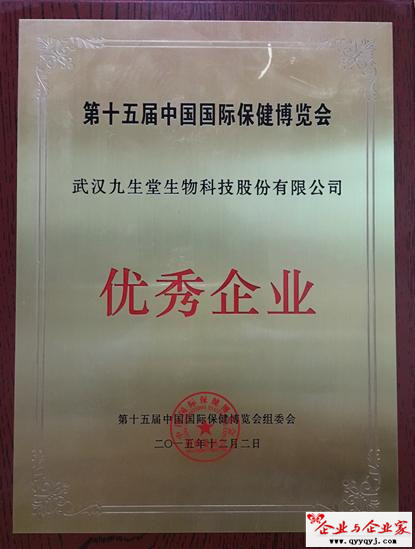 第十五届中国国际保健博览会
武汉九生堂生物科技股份有限公司
优秀企业
第十五届中国国际保健博览会组委会
二〇一五年十二月二日
企业与企业家
www.qyyqyj.com